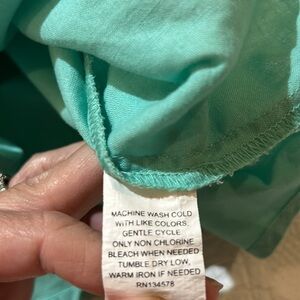 MACHINE WASH COLD
WITH LIKE COLORS,
GENTLE CYCLE
ONLY NON CHLORINE
BLEACH WHEN NEEDED
TUMBLE DRY LOW,
WARM IRON IF NEEDED
RN134578